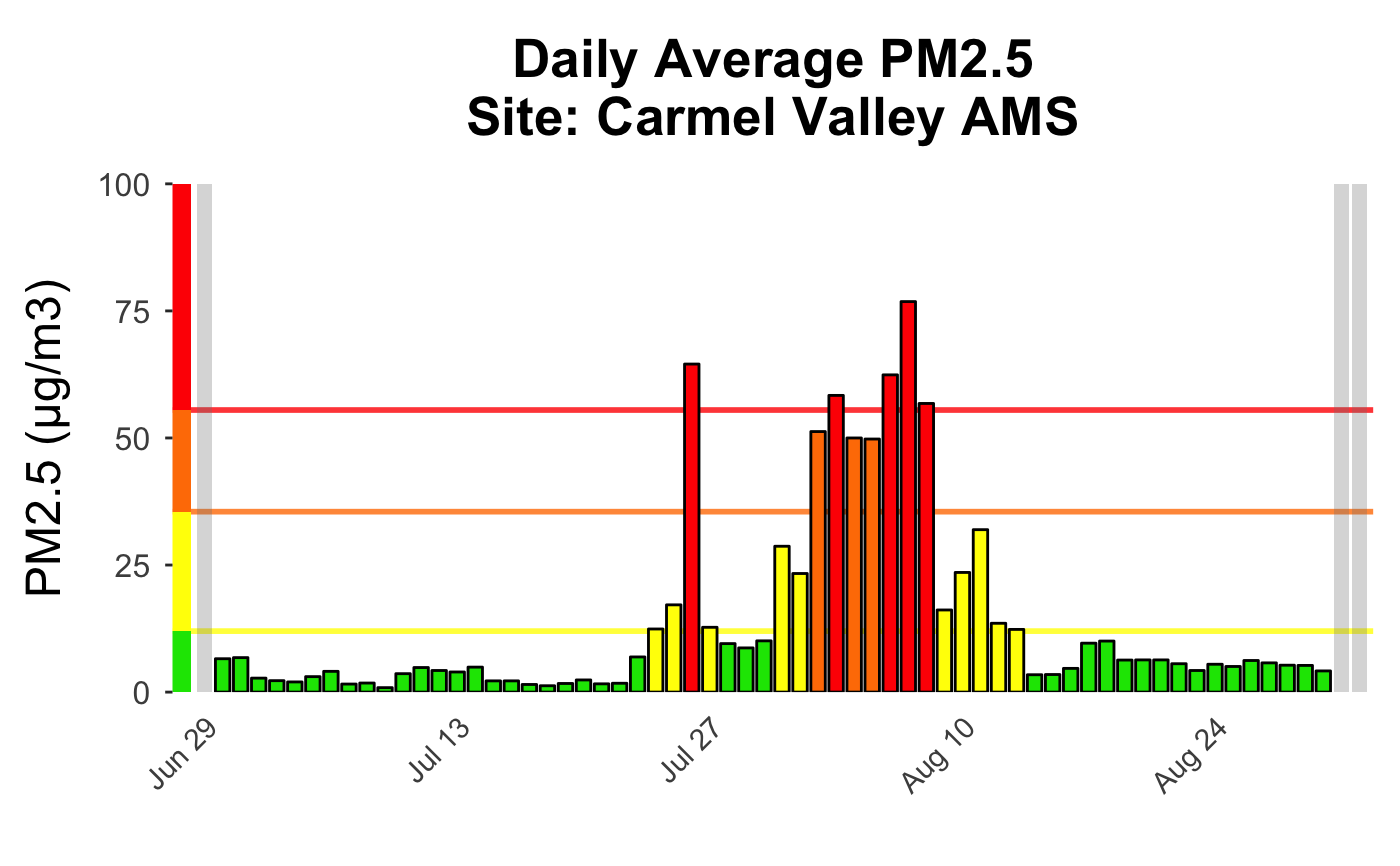 Daily Average PM2.5
Site: Carmel Valley AMS
PM2.5 (µg/m3)
100
75
50
25
0
Jun 29
Jul 13
Jul 27
Aug 10
Aug 24